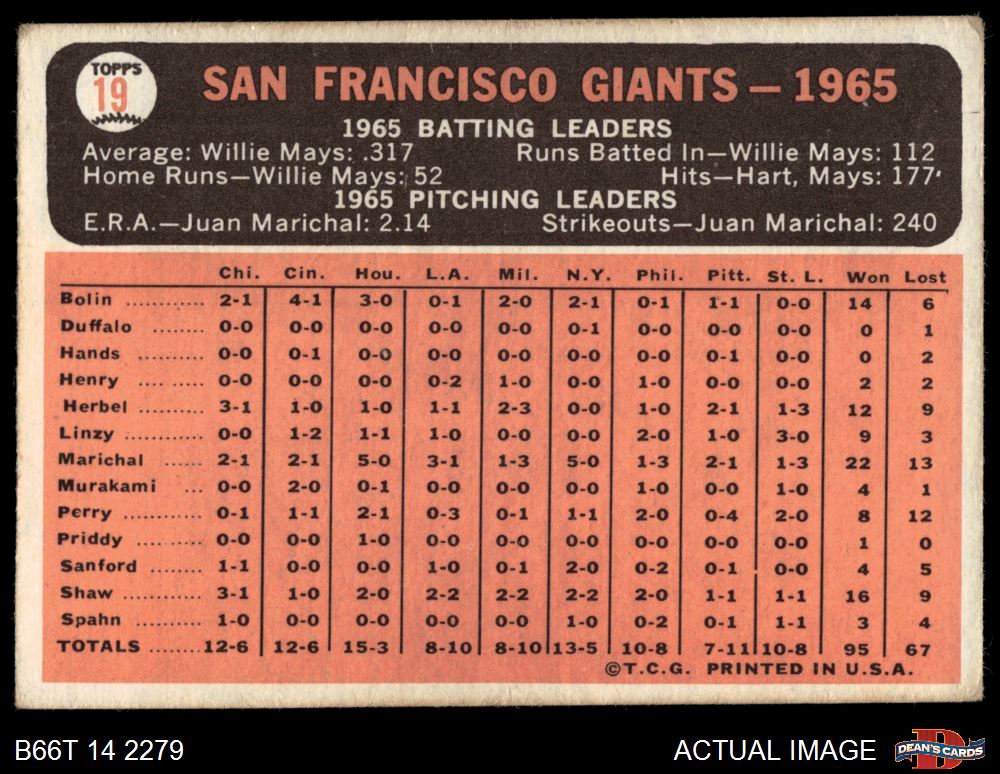 TOPPS
19
SAN FRANCISCO GIANTS — 1965
1965 BATTING LEADERS
Average: Willie Mays: .317 Runs Batted In—Willie Mays: 112
Home Runs—Willie Mays: 52 Hits—Hart, Mays: 177
1965 PITCHING LEADERS
E.R.A.—Juan Marichal: 2.14 Strikeouts—Juan Marichal: 240
Chi. Cin. Hou. L.A. Mil. N.Y. Phil. Pitt. St. L. Won Lost
Bolin ............ 2-1 4-1 3-0 0-1 2-0 2-1 0-1 1-1 0-0 14 6
Duffalo ........ 0-0 0-0 0-0 0-0 0-0 0-1 0-0 0-0 0-0 0 1
Hands .......... 0-0 0-1 0-0 0-0 0-0 0-0 0-0 0-1 0-0 0 2
Henry .... ..... 0-0 0-0 0-0 0-2 1-0 0-0 1-0 0-0 0-0 2 2
Herbel .......... 3-1 1-0 1-0 1-1 2-3 0-0 1-0 2-1 1-3 12 9
Linzy ............ 0-0 1-2 1-1 1-0 0-0 0-0 2-0 1-0 3-0 9 3
Marichal ...... 2-1 2-1 5-0 3-1 1-3 5-0 1-3 2-1 1-3 22 13
Murakami ... 0-0 2-0 0-1 0-0 0-0 0-0 1-0 0-0 1-0 4 1
Perry ............ 0-1 1-1 2-1 0-3 0-1 1-1 2-0 0-4 2-0 8 12
Priddy .......... 0-0 0-0 1-0 0-0 0-0 0-0 0-0 0-0 0-0 1 0
Sanford ........ 1-1 0-0 0-0 1-0 0-1 2-0 0-2 0-1 0-0 4 5
Shaw ............ 3-1 1-0 2-0 2-2 2-2 2-2 2-0 1-1 1-1 16 9
Spahn .......... 1-0 0-0 0-0 0-0 0-0 1-0 0-2 0-1 1-1 3 4
TOTALS ........ 12-6 12-6 15-3 8-10 8-10 13-5 10-8 7-11 10-8 95 67
©T.C.G. PRINTED IN U.S.A.
B66T 14 2279 ACTUAL IMAGE DEAN'S CARDS